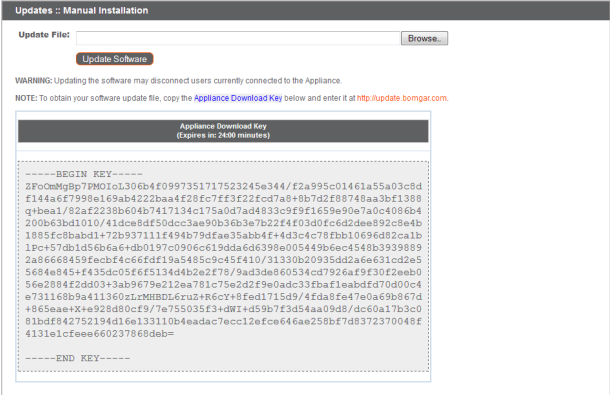 Updates :: Manual Installation
Update File:
Browse..
Update Software
WARNING: Updating the software may disconnect users currently connected to the Appliance.
NOTE: To obtain your software update file, copy the Appliance Download Key below and enter it at http://update.bomgar.com.
Appliance Download Key
(Expires in: 24:00 minutes)
-----BEGIN KEY-----
ZFoOmMgBp7PMOIoL306b4f0997351717523245e344/f2a995c01461a55a03c8d
f144a6f7998e169ab4222baa4f28fc7ff3f22fcd7a8+8b7d2f88748aa3bf1388
q+bea1/82af2238b604b7417134c175a0d7ad4833c9f9f1659e90e7a0c4086b4
200b63bd1010/41dce8df50dcc3ae90b36b3e7b22f4f03d0fc6d2dee892c8e4b
1885fc8babd1+72b937111f494b79dfae35abb4f+4d3c4c78fbb10696d82ca1b
1Pc+57db1d56b6a6+db0197c0906c619dda6d6398e005449b6ec4548b3939889
2a86668459fecbf4c66fdf19a5485c9c45f410/31330b20935dd2a6e631cd2e5
5684e845+f435dc05f6f5134d4b2e2f78/9ad3de860534cd7926af9f30f2eeb0
56e2884f2dd03+3ab9679e212ea781c75e2d2f9e0adc33fbaf1eabdfd70d00c4
e731168b9a411360zLrMHBDL6ruZ+R6cY+8fed1715d9/4fda8fe47e0a69b867d
+865eae+X+e928d80cf9/7e755035f3+dWI+d59b7f3d54aa09d8/dc60a17b3c0
81bdf842752194d16e133110b4eadac7ecc12efce646ae258bf7d8372370048f
4131e1cfeee660237868deb=
-----END KEY-----